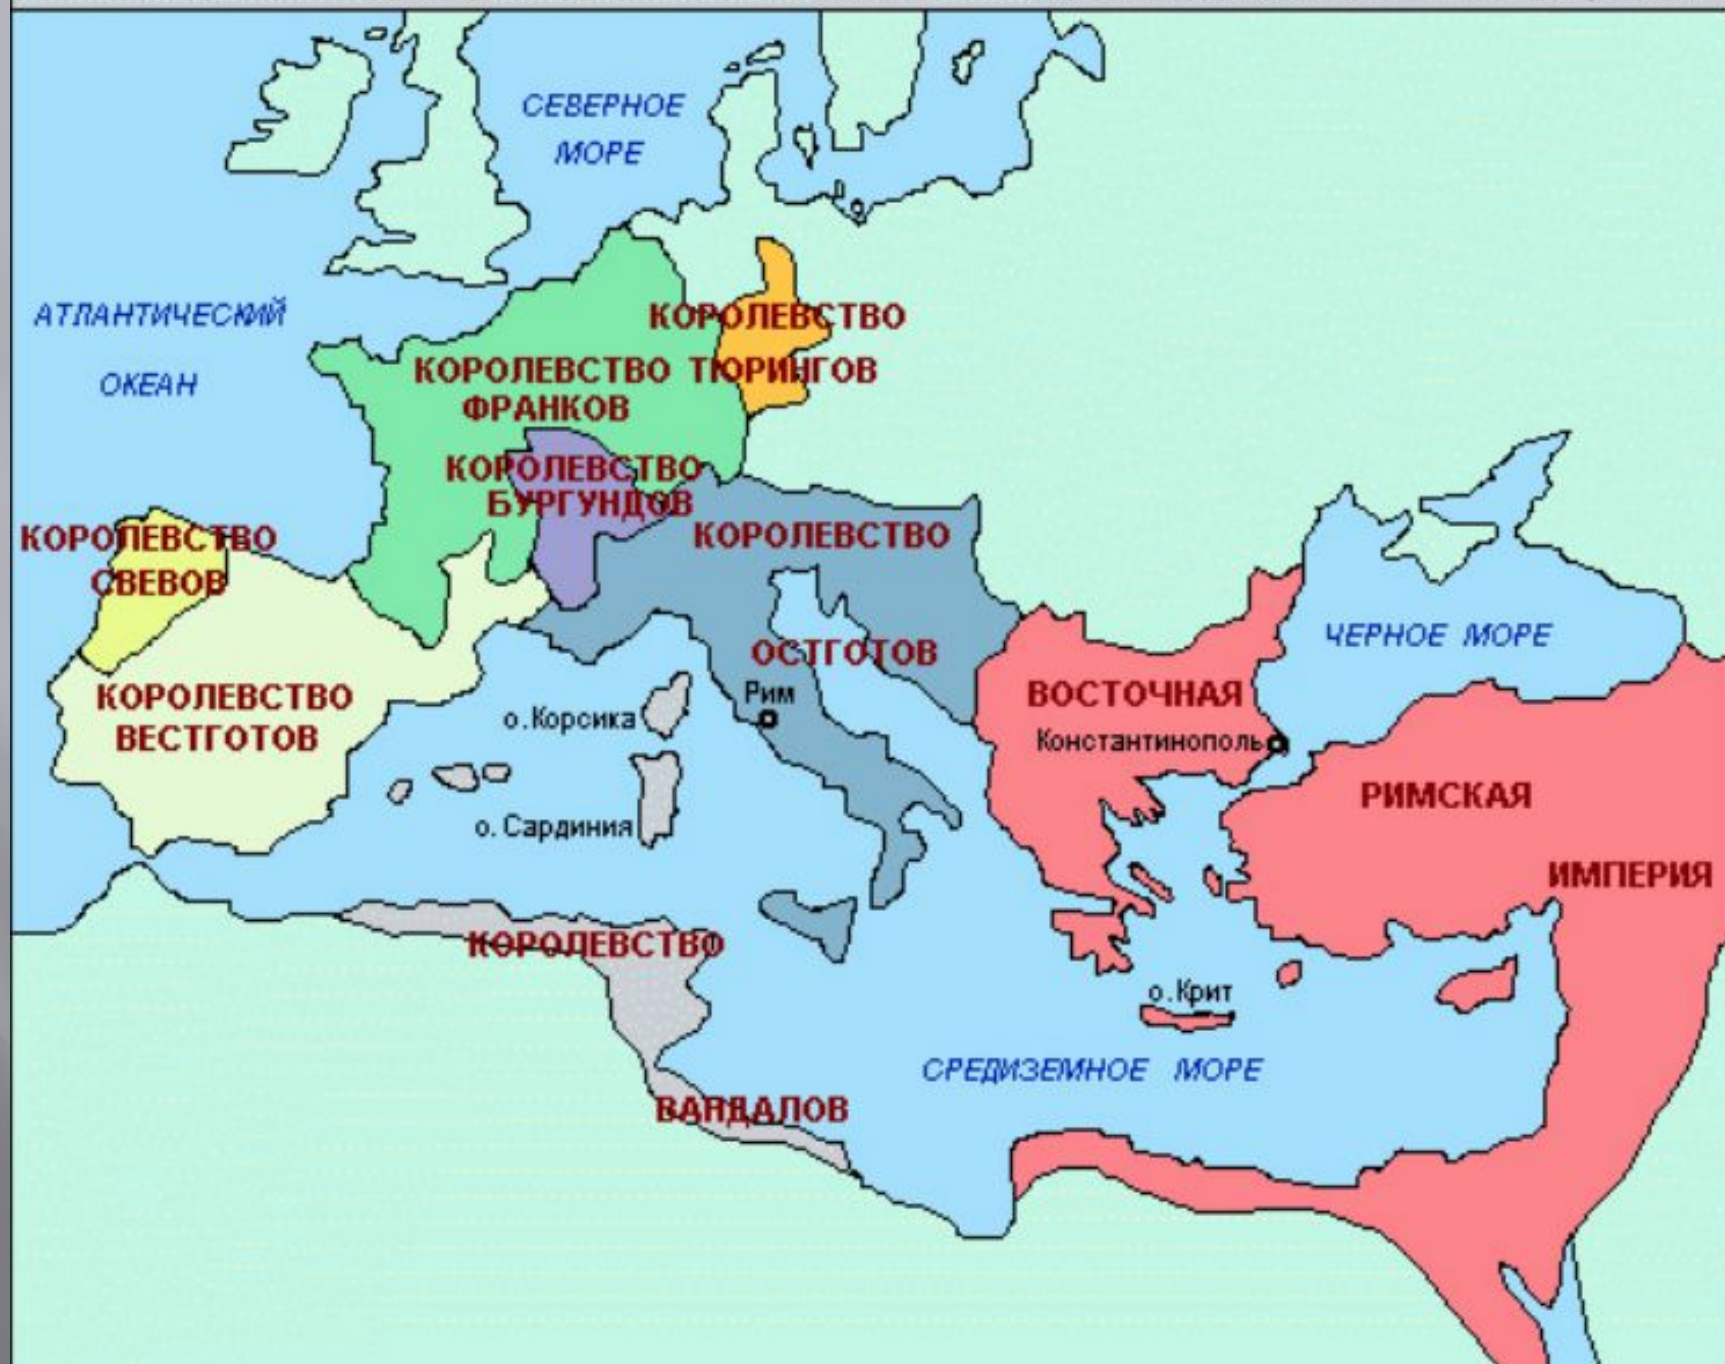 СЕВЕРНОЕ
МОРЕ
АТЛАНТИЧЕСКИЙ
ОКЕАН
КОРОЛЕВСТВО
ТЮРИНГОВ
КОРОЛЕВСТВО
ФРАНКОВ
КОРОЛЕВСТВО
БУРГУНДОВ
КОРОЛЕВСТВО
СВЕВОВ
КОРОЛЕВСТВО
ОСТГОТОВ
КОРОЛЕВСТВО
ВЕСТГОТОВ
ЧЕРНОЕ МОРЕ
Рим
о.Корсика
о. Сардиния
ВОСТОЧНАЯ
Константинополь
РИМСКАЯ
ИМПЕРИЯ
КОРОЛЕВСТВО
ВАНДАЛОВ
о.Крит
СРЕДИЗЕМНОЕ МОРЕ